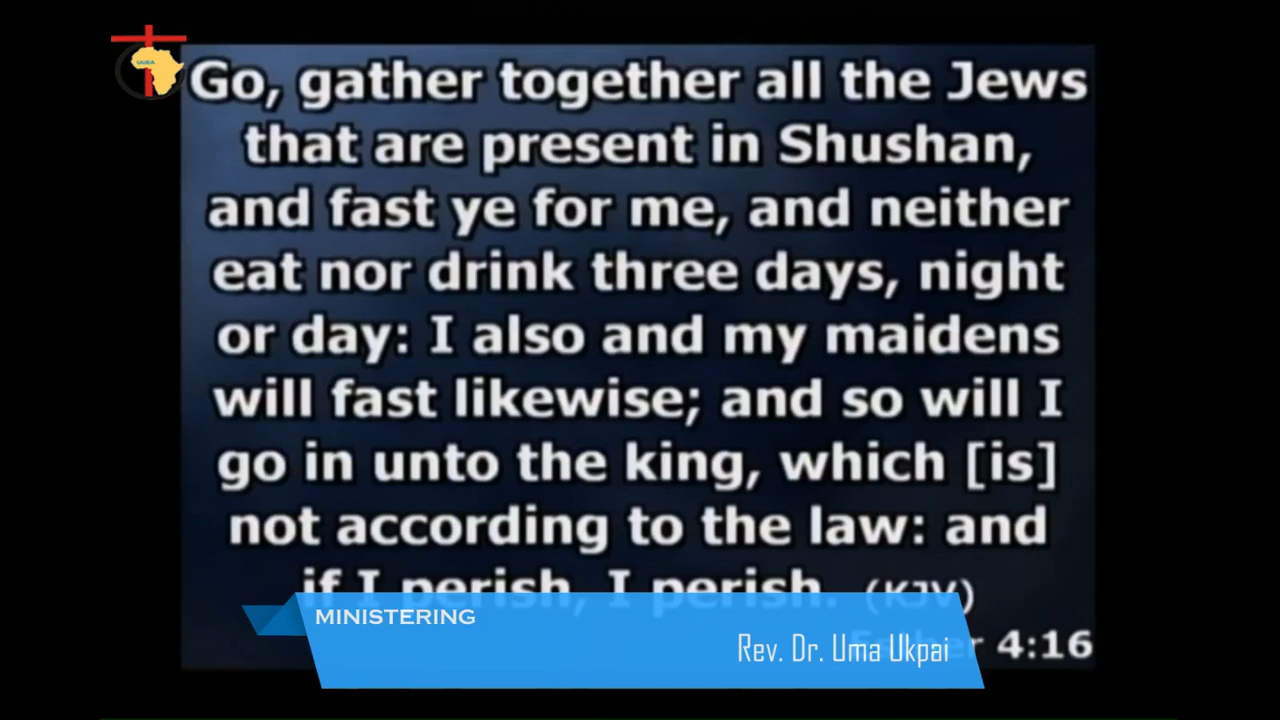 Go, gather together all the Jews
that are present in Shushan,
and fast ye for me, and neither
eat nor drink three days, night
or day: I also and my maidens
will fast likewise; and so will I
go in unto the king, which [is]
not according to the law: and
if I perish, I perish. (KJV)
MINISTERING
Rev. Dr. Uma Ukpai
4:16